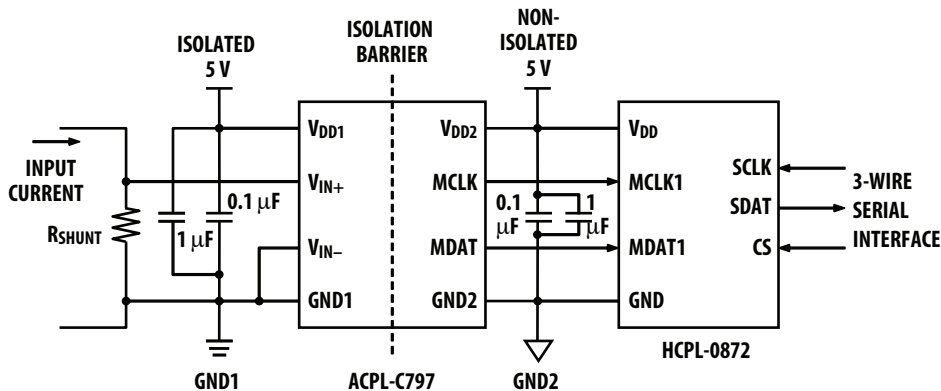 ISOLATED
5 V
ISOLATION
BARRIER
NON-
ISOLATED
5 V
INPUT
CURRENT
RSHUNT
1 μF
0.1 μF
VDD1
VIN+
VIN–
GND1
VDD2
MCLK
MDAT
GND2
0.1
μF
1
μF
VDD
MCLK1
MDAT1
GND
SCLK
SDAT
CS
3-WIRE
SERIAL
INTERFACE
GND1
ACPL-C797
GND2
HCPL-0872